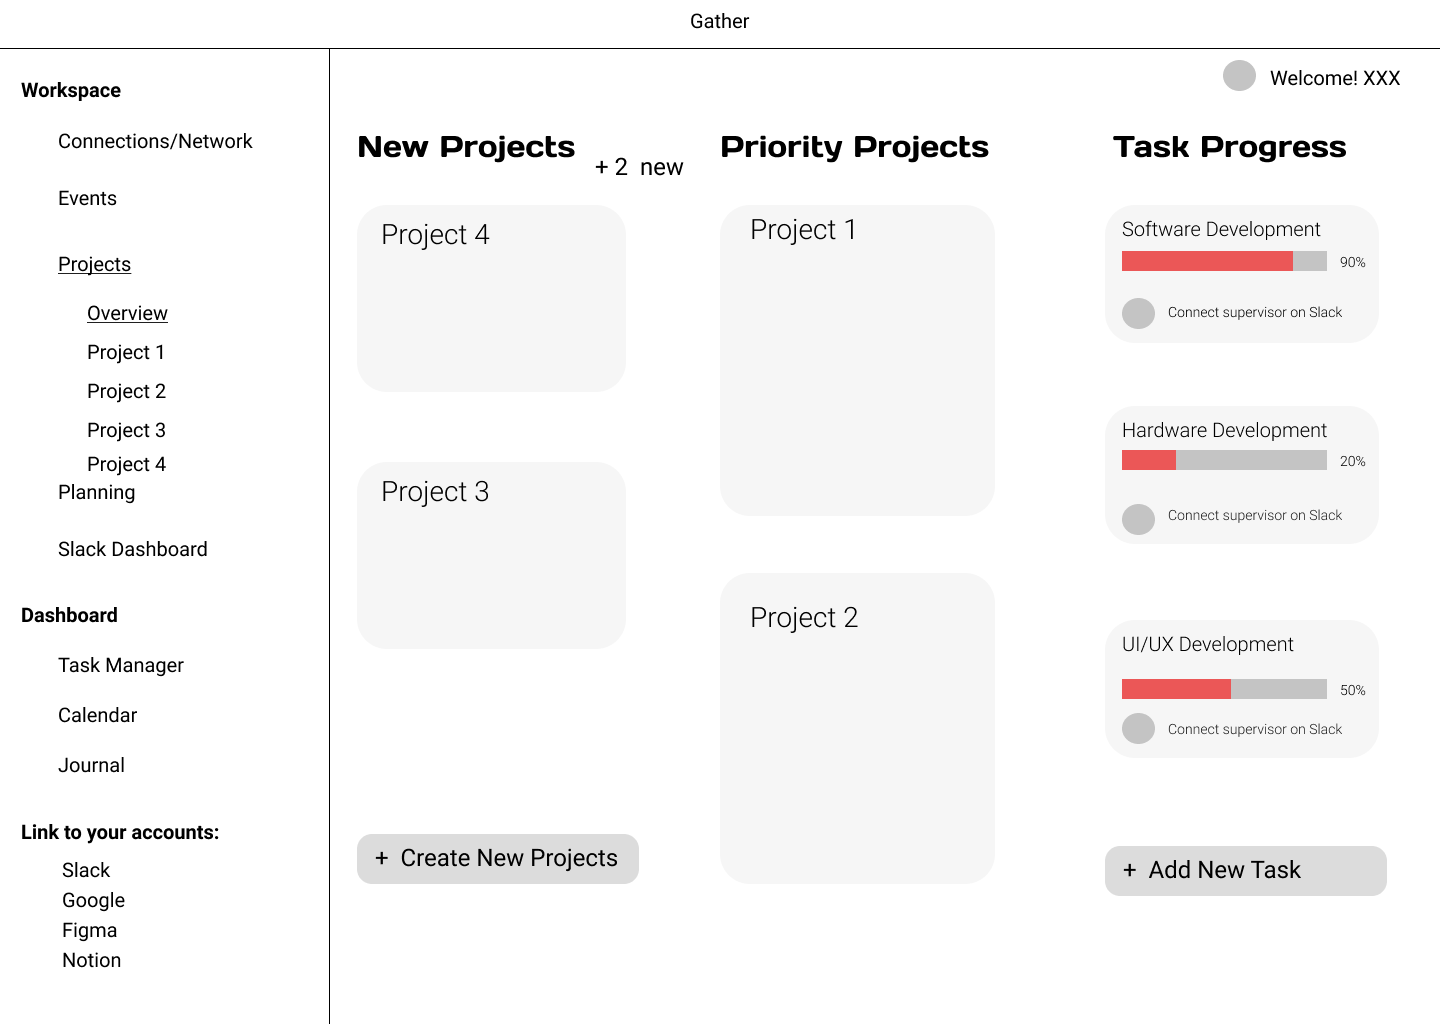 Gather
Workspace
Connections/Network
Events
Projects
Overview
Project 1
Project 2
Project 3
Project 4
Planning
Slack Dashboard
Dashboard
Task Manager
Calendar
Journal
Link to your accounts:
Slack
Google
Figma
Notion
Welcome! XXX
New Projects
+ 2 new
Project 4
Project 3
+ Create New Projects
Priority Projects
Project 1
Project 2
Task Progress
Software Development
90%
Connect supervisor on Slack
Hardware Development
20%
Connect supervisor on Slack
UI/UX Development
50%
Connect supervisor on Slack
+ Add New Task